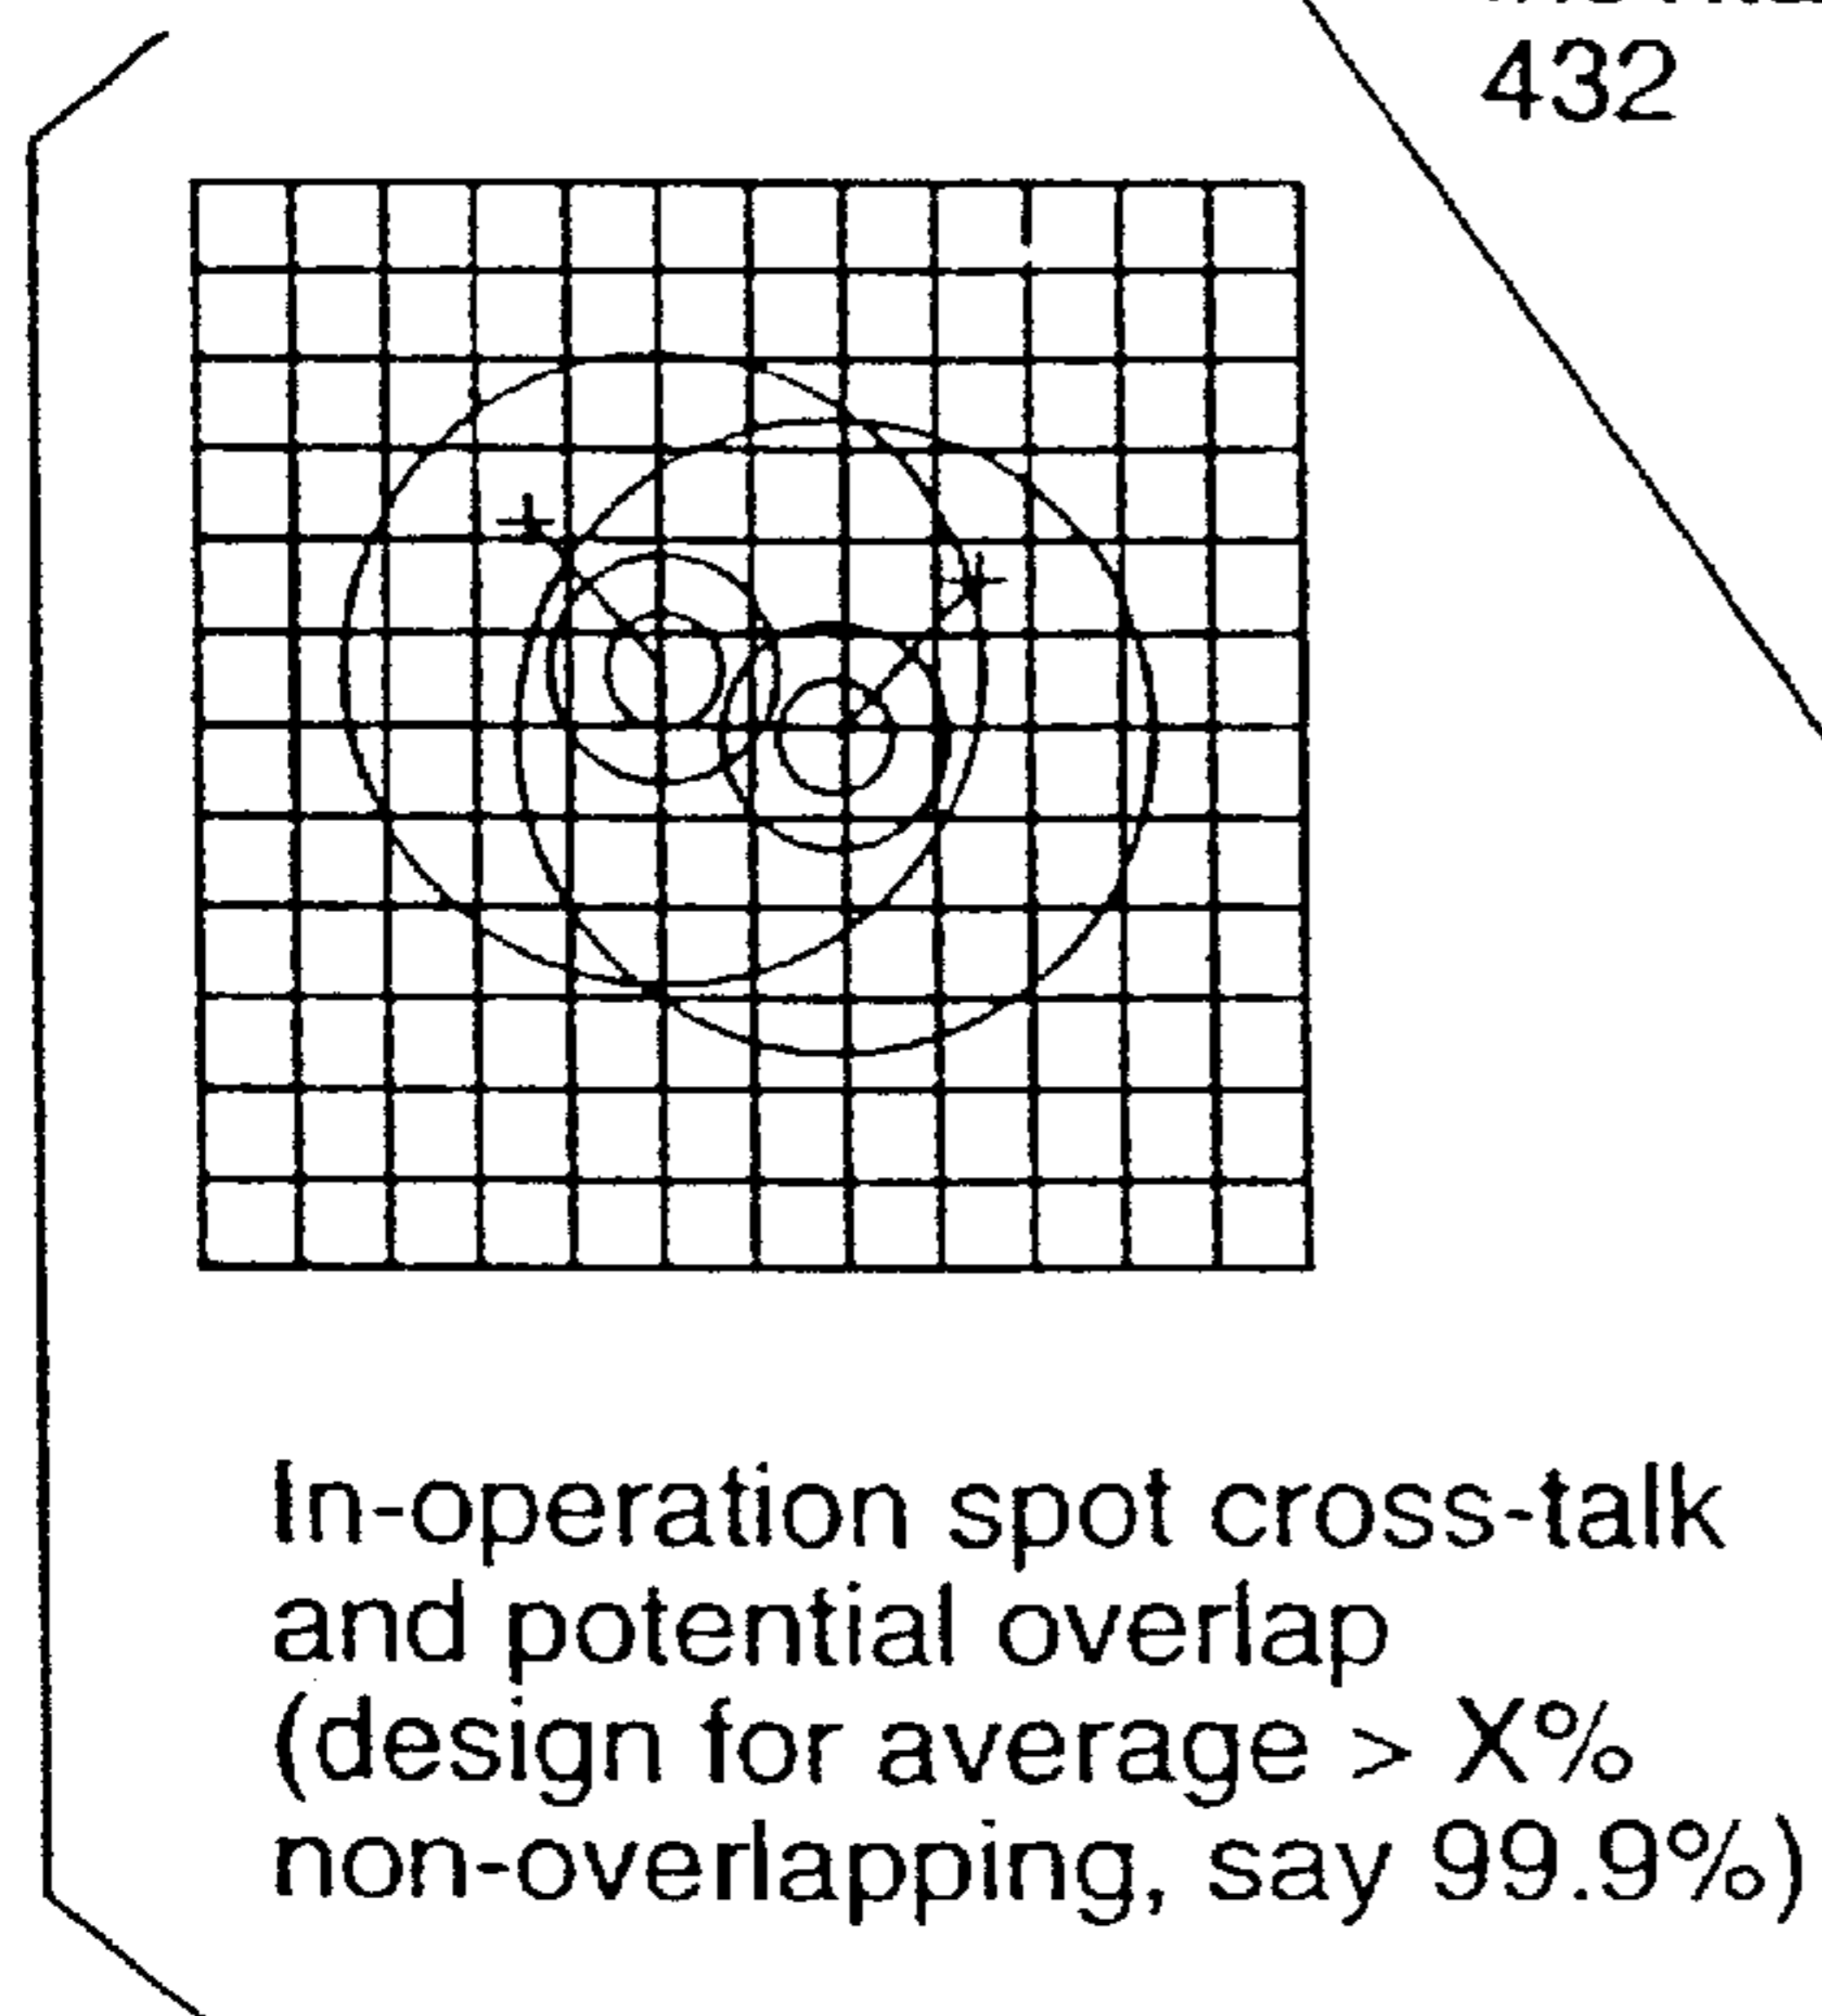 432
In-operation spot cross-talk
and potential overlap
(design for average > X%
non-overlapping, say 99.9%)